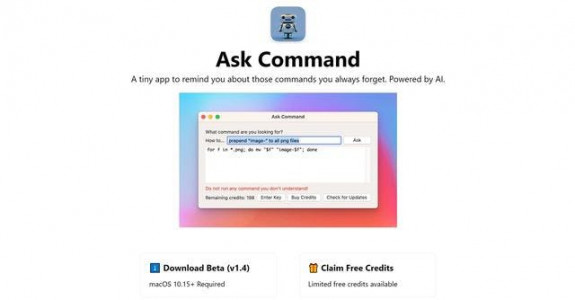 Ask Command
A tiny app to remind you about those commands you always forget. Powered by AI.
Ask Command
What command are you looking for?
How to... prepend "image-" to all png files Ask
for f in *.png; do mv "$f" "image-$f"; done
Do not run any command you don't understand!
Remaining credits: 198 Enter Key Buy Credits Check for Updates
Download Beta (v1.4)
macOS 10.15+ Required
Claim Free Credits
Limited free credits available